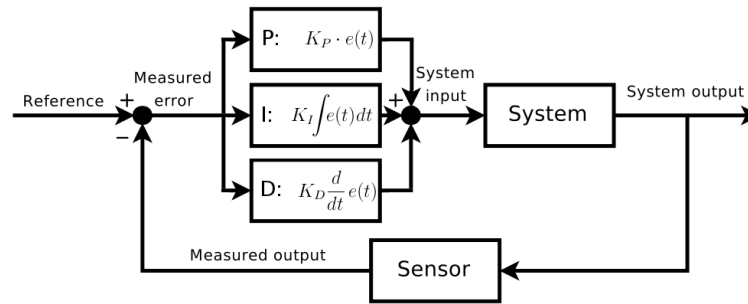 P: K_P · e(t)
Measured
error
System
input
Reference
+
−
I: K_I ∫e(t)dt
+
System
System output
D: K_D d/dt e(t)
Measured output
Sensor